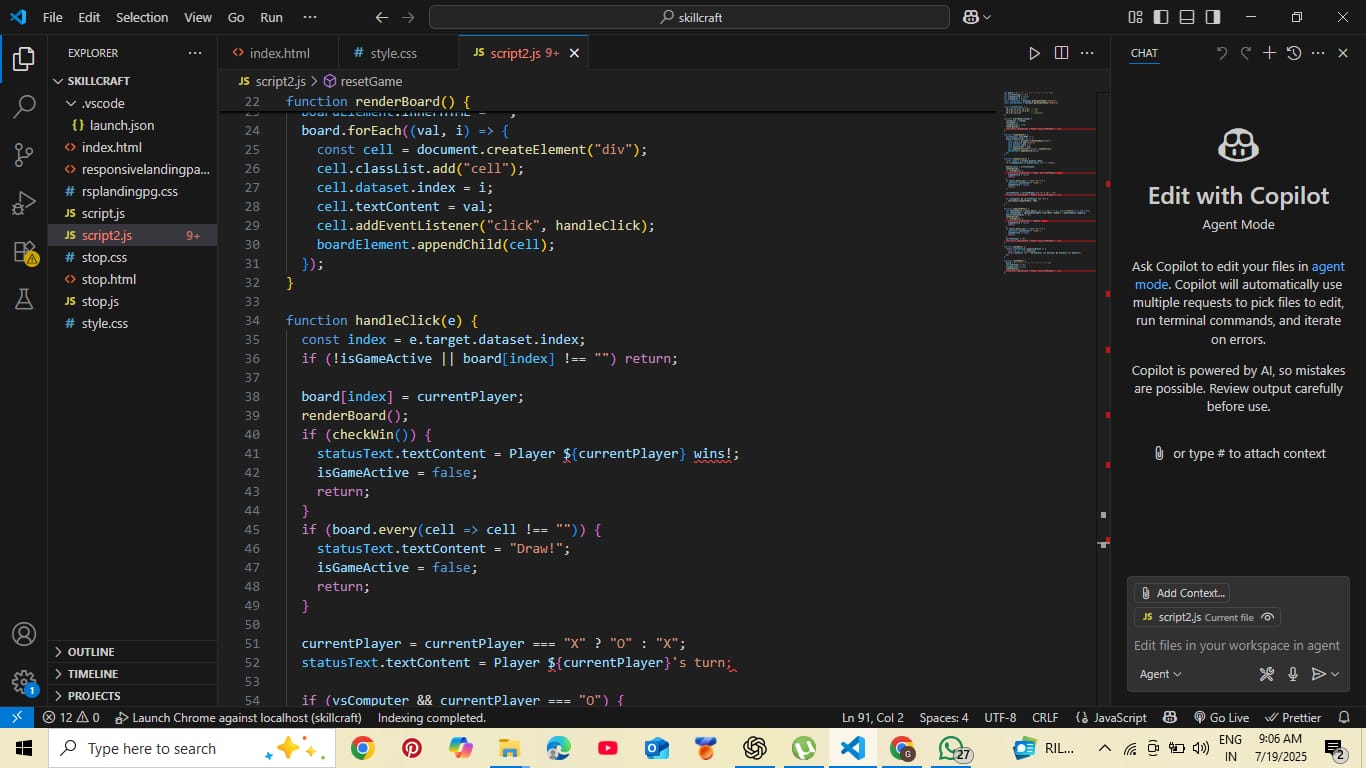 File Edit Selection View Go Run ···
skillcraft
EXPLORER
SKILLCRAFT
.vscode
{} launch.json
<> index.html
<> responsivelandingpa...
# rsplandingpg.css
JS script.js
JS script2.js 9+
# stop.css
<> stop.html
JS stop.js
# style.css
OUTLINE
TIMELINE
PROJECTS
1
<> index.html
# style.css
JS script2.js 9+
JS script2.js > resetGame
22 function renderBoard() {
24 board.forEach((val, i) => {
25 const cell = document.createElement("div");
26 cell.classList.add("cell");
27 cell.dataset.index = i;
28 cell.textContent = val;
29 cell.addEventListener("click", handleClick);
30 boardElement.appendChild(cell);
31 });
32 }
33
34 function handleClick(e) {
35 const index = e.target.dataset.index;
36 if (!isGameActive || board[index] !== "") return;
37
38 board[index] = currentPlayer;
39 renderBoard();
40 if (checkWin()) {
41 statusText.textContent = Player ${currentPlayer} wins!;
42 isGameActive = false;
43 return;
44 }
45 if (board.every(cell => cell !== "")) {
46 statusText.textContent = "Draw!";
47 isGameActive = false;
48 return;
49 }
50
51 currentPlayer = currentPlayer === "X" ? "O" : "X";
52 statusText.textContent = Player ${currentPlayer}'s turn;
53
54 if (vsComputer && currentPlayer === "O") {
CHAT
Edit with Copilot
Agent Mode
Ask Copilot to edit your files in agent
mode. Copilot will automatically use
multiple requests to pick files to edit,
run terminal commands, and iterate
on errors.
Copilot is powered by AI, so mistakes
are possible. Review output carefully
before use.
or type # to attach context
Add Context...
JS script2.js Current file
Edit files in your workspace in agent
Agent
12 0 Launch Chrome against localhost (skillcraft) Indexing completed.
Ln 91, Col 2 Spaces: 4 UTF-8 CRLF {} JavaScript Go Live Prettier
Type here to search
27
RIL...
ENG
IN
9:06 AM
7/19/2025
2